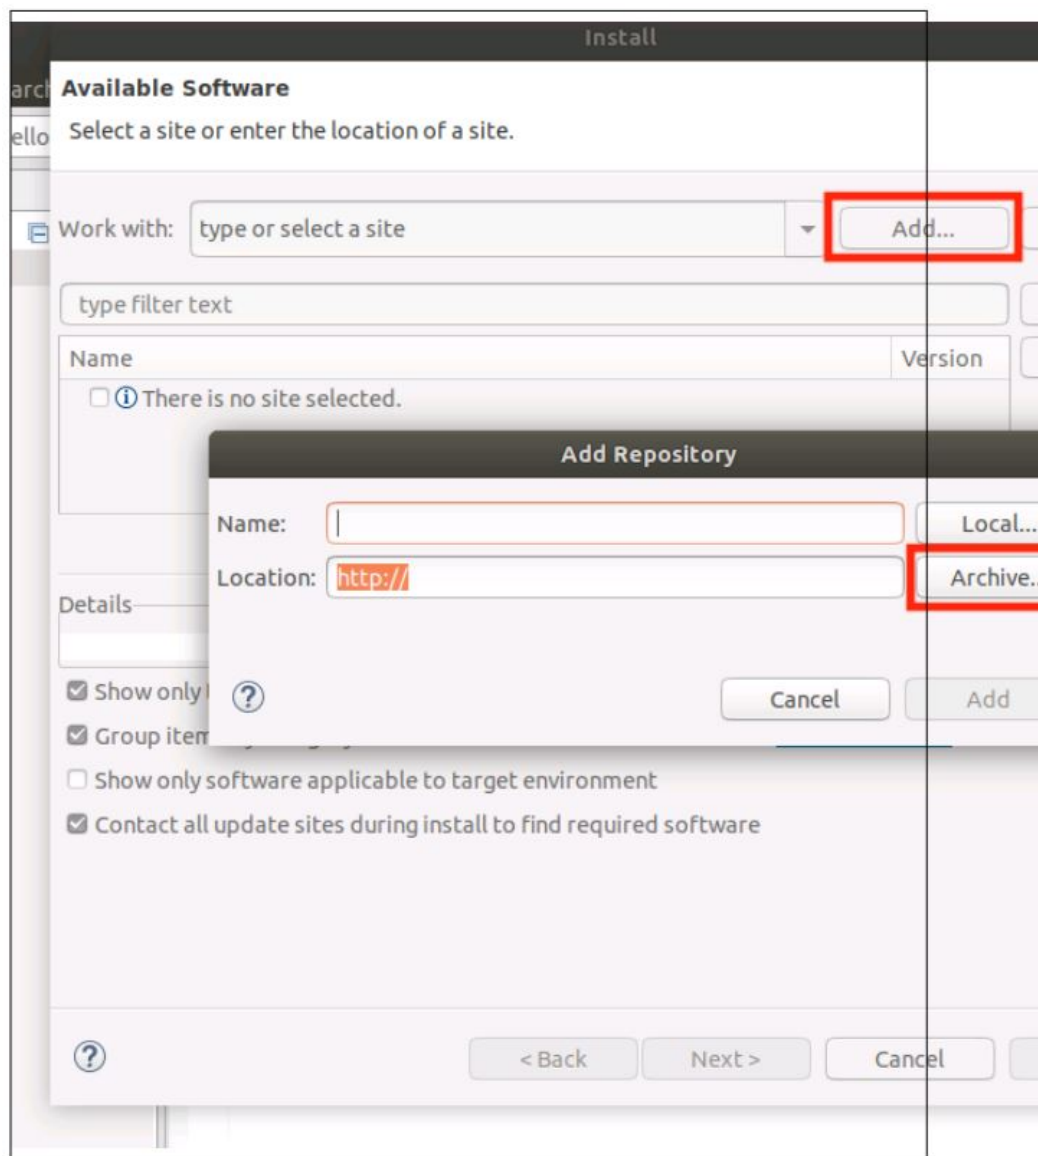 Install
arch
Available Software
ello
Select a site or enter the location of a site.
Work with: type or select a site Add...
type filter text
Name Version
There is no site selected.
Add Repository
Name: Local...
Location: http:// Archive..
Details
Show only
Cancel Add
Group item
Show only software applicable to target environment
Contact all update sites during install to find required software
< Back Next > Cancel